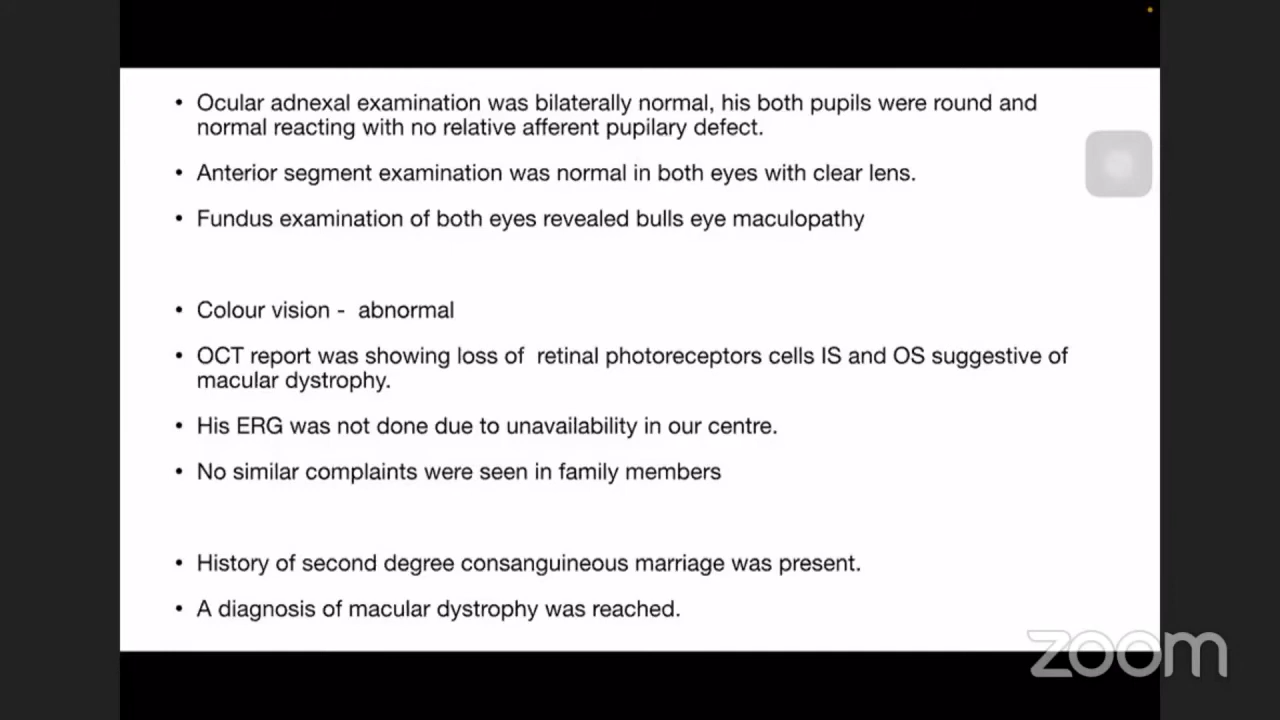 • Ocular adnexal examination was bilaterally normal, his both pupils were round and
normal reacting with no relative afferent pupilary defect.
• Anterior segment examination was normal in both eyes with clear lens.
• Fundus examination of both eyes revealed bulls eye maculopathy
• Colour vision - abnormal
• OCT report was showing loss of retinal photoreceptors cells IS and OS suggestive of
macular dystrophy.
• His ERG was not done due to unavailability in our centre.
• No similar complaints were seen in family members
• History of second degree consanguineous marriage was present.
• A diagnosis of macular dystrophy was reached.
zoom